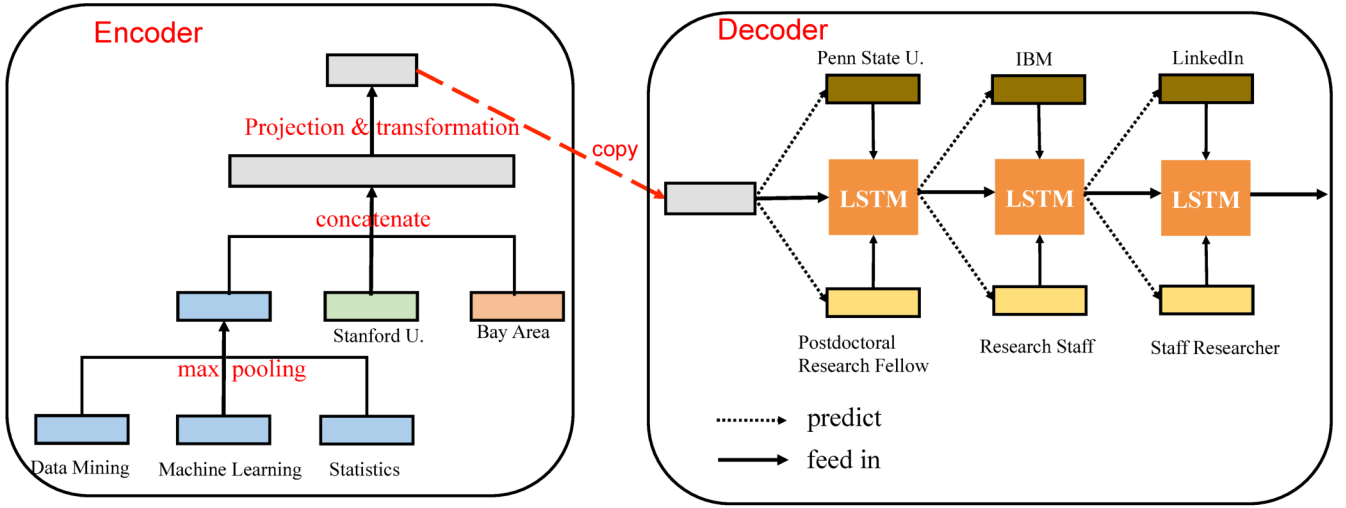 Encoder
Projection & transformation
concatenate
Stanford U.
Bay Area
max pooling
Data Mining
Machine Learning
Statistics
copy
Decoder
Penn State U.
IBM
LinkedIn
LSTM
LSTM
LSTM
Postdoctoral
Research Fellow
Research Staff
Staff Researcher
predict
feed in